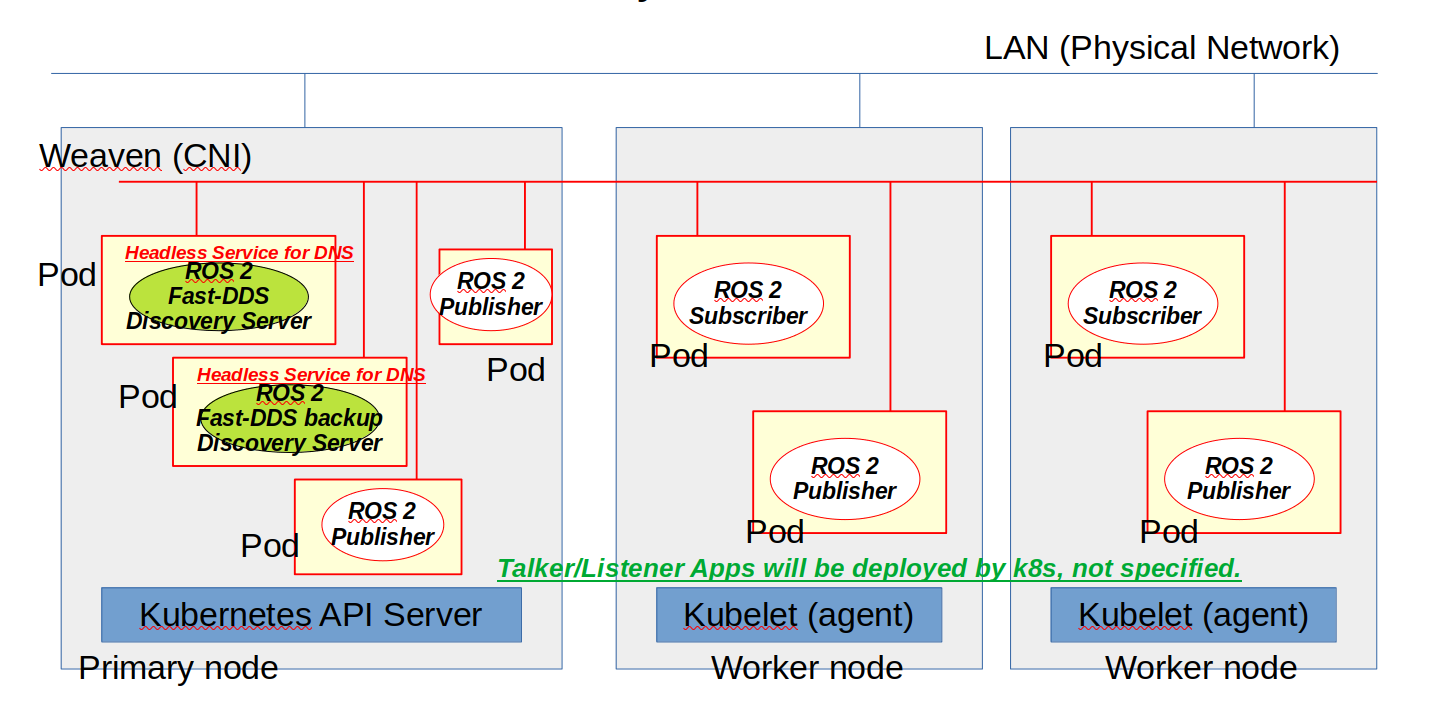 LAN (Physical Network)
Weaven (CNI)
Pod
Headless Service for DNS
ROS 2
Fast-DDS
Discovery Server
ROS 2
Publisher
Pod
Pod
Headless Service for DNS
ROS 2
Fast-DDS backup
Discovery Server
Pod
ROS 2
Publisher
Kubernetes API Server
Primary node
ROS 2
Subscriber
Pod
ROS 2
Publisher
Pod
Talker/Listener Apps will be deployed by k8s, not specified.
Kubelet (agent)
Worker node
ROS 2
Subscriber
Pod
ROS 2
Publisher
Pod
Kubelet (agent)
Worker node